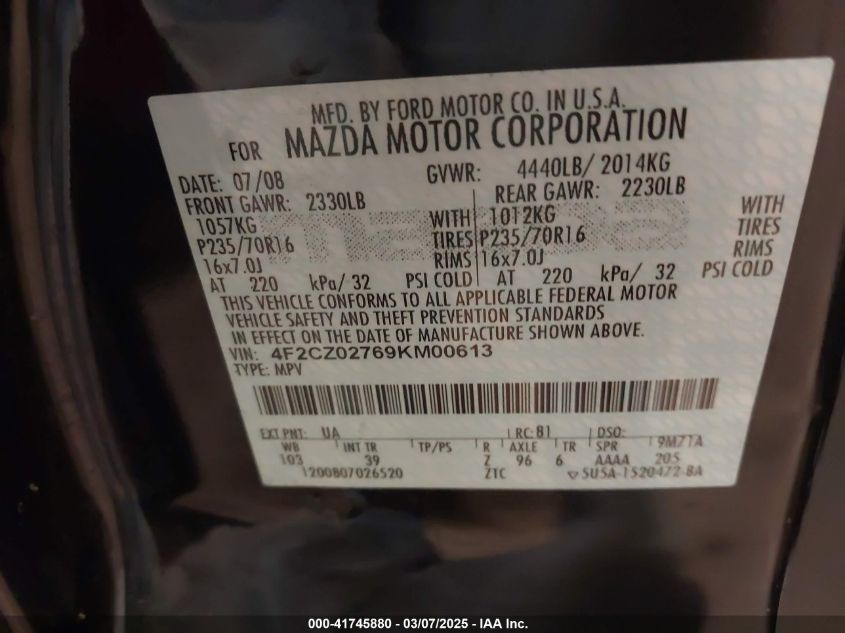 MFD. BY FORD MOTOR CO. IN U.S.A.
FOR MAZDA MOTOR CORPORATION
DATE: 07/08 GVWR: 4440LB/ 2014KG
FRONT GAWR: 2330LB REAR GAWR: 2230LB
1057KG WITH 1012KG WITH
P235/70R16 TIRES P235/70R16 TIRES
16x7.0J RIMS 16x7.0J RIMS
AT 220 kPa/ 32 PSI COLD AT 220 kPa/ 32 PSI COLD
THIS VEHICLE CONFORMS TO ALL APPLICABLE FEDERAL MOTOR
VEHICLE SAFETY AND THEFT PREVENTION STANDARDS
IN EFFECT ON THE DATE OF MANUFACTURE SHOWN ABOVE.
VIN: 4F2CZ02769KM00613
TYPE: MPV
EXT PNT: UA RC: 81 DSO:
WB INT TR TP/PS R AXLE TR SPR 9M7TA
103 39 Z 96 6 AAAA 205
1200807026520 ZTC 5U5A-1520472-BA
000-41745880 - 03/07/2025 - IAA Inc.